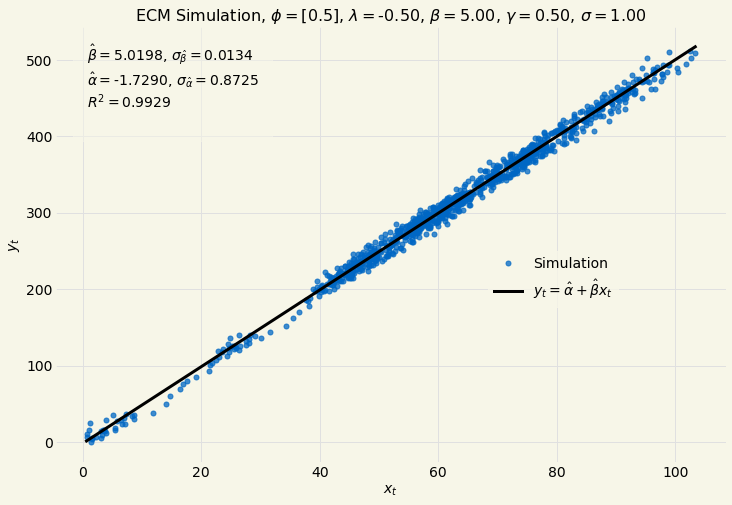 ECM Simulation, ϕ = [0.5], λ = -0.50, β = 5.00, γ = 0.50, σ = 1.00
β̂ = 5.0198, σ_β̂ = 0.0134
α̂ = -1.7290, σ_α̂ = 0.8725
R² = 0.9929
500
400
300
200
100
0
y_t
Simulation
y_t = α̂ + β̂x_t
0 20 40 60 80 100
x_t